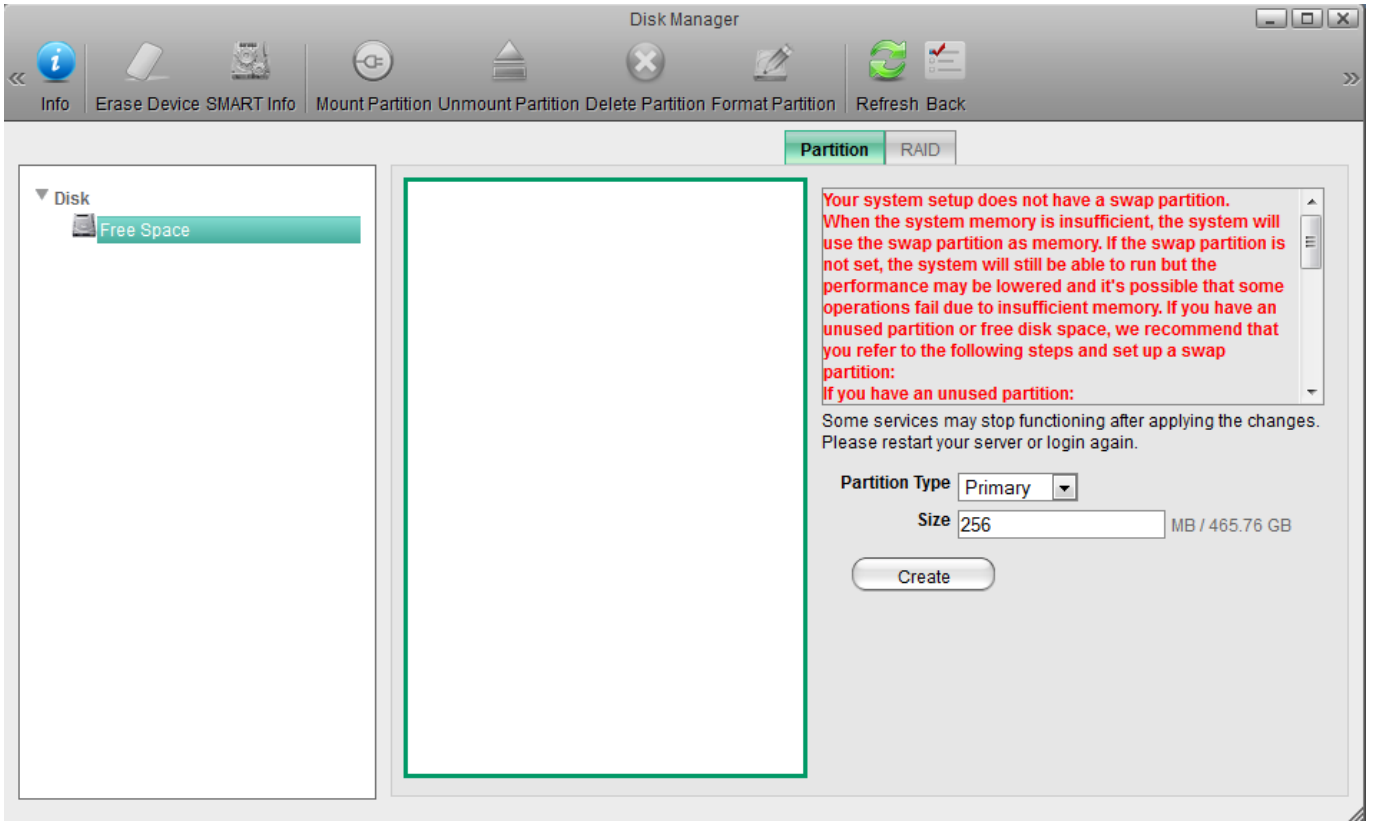 Disk Manager
Info Erase Device SMART Info Mount Partition Unmount Partition Delete Partition Format Partition Refresh Back
Partition RAID
Disk
Free Space
Your system setup does not have a swap partition.
When the system memory is insufficient, the system will
use the swap partition as memory. If the swap partition is
not set, the system will still be able to run but the
performance may be lowered and it's possible that some
operations fail due to insufficient memory. If you have an
unused partition or free disk space, we recommend that
you refer to the following steps and set up a swap
partition:
If you have an unused partition:
Some services may stop functioning after applying the changes.
Please restart your server or login again.
Partition Type Primary
Size 256 MB / 465.76 GB
Create